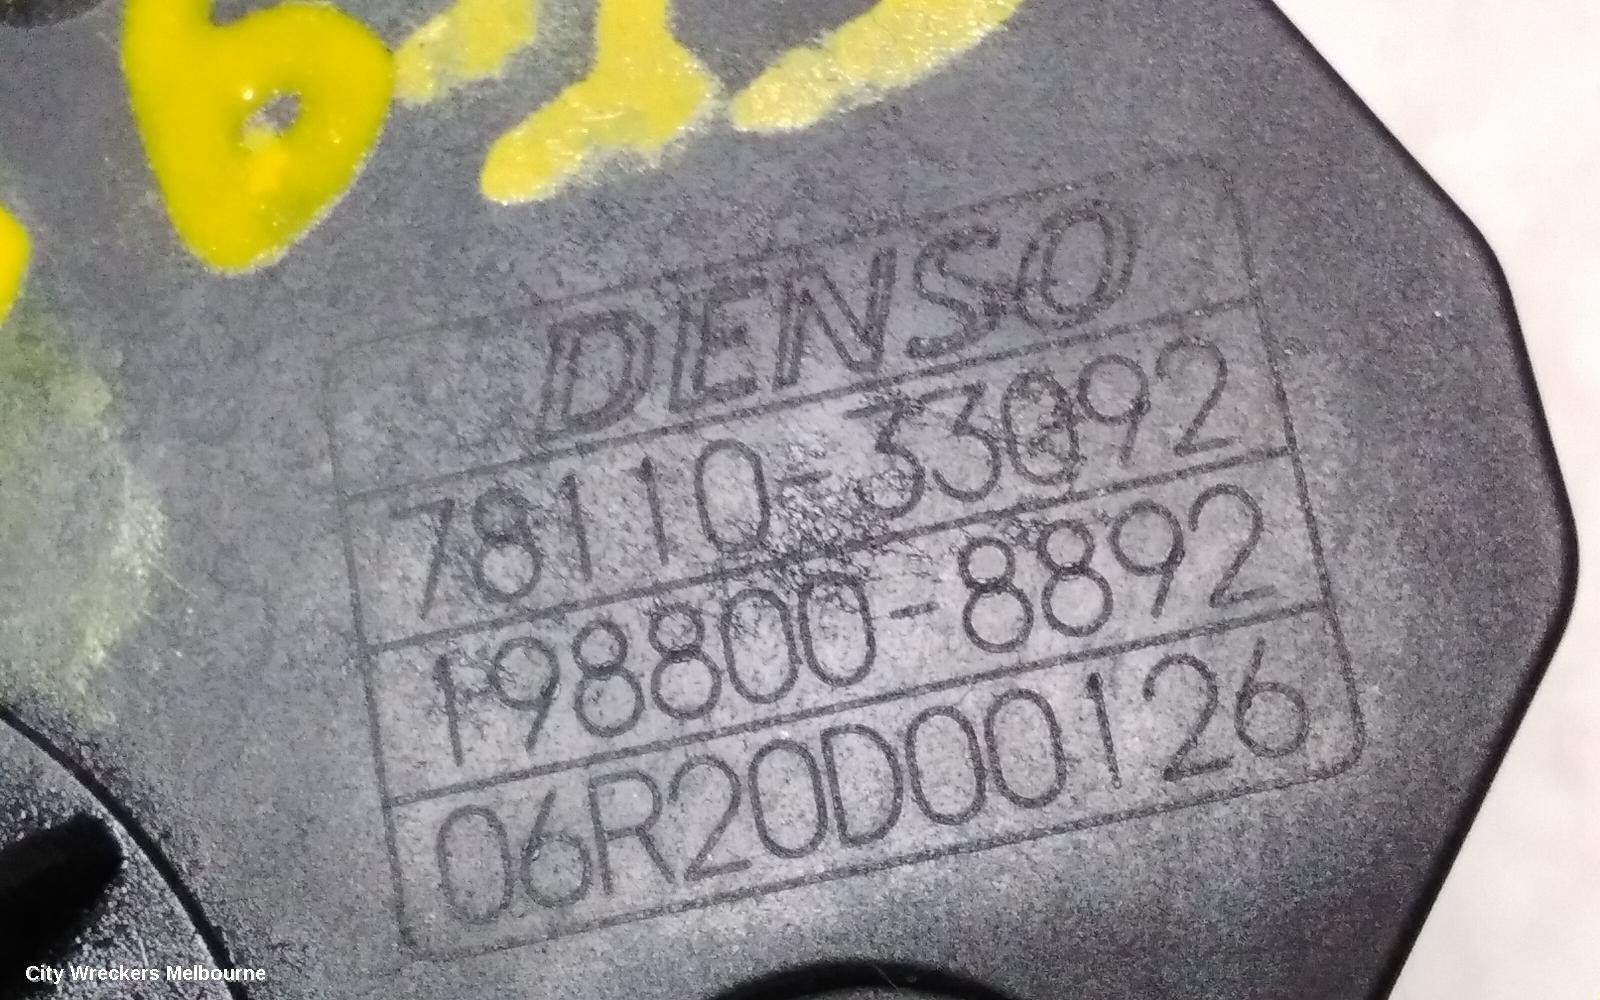 DENSO
78110-33092
198800-8892
06R20D00126
City Wreckers Melbourne